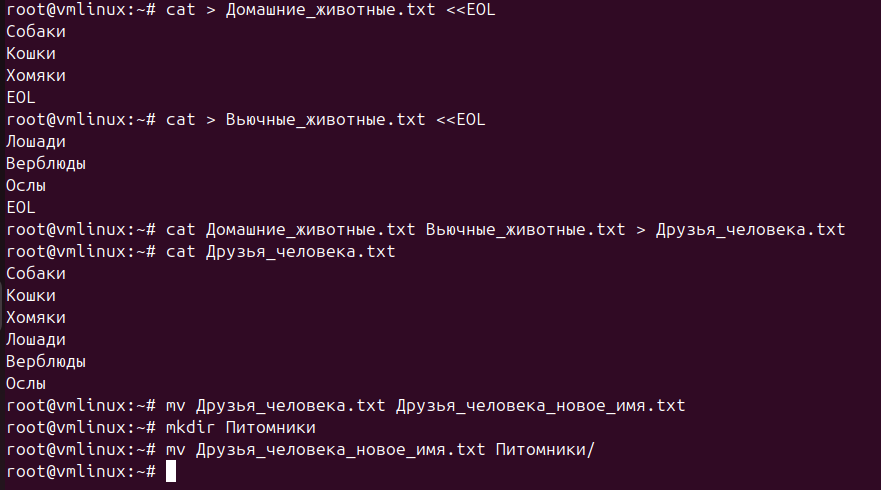 root@vmlinux:~# cat > Домашние_животные.txt <<EOL
Собаки
Кошки
Хомяки
EOL
root@vmlinux:~# cat > Вьючные_животные.txt <<EOL
Лошади
Верблюды
Ослы
EOL
root@vmlinux:~# cat Домашние_животные.txt Вьючные_животные.txt > Друзья_человека.txt
root@vmlinux:~# cat Друзья_человека.txt
Собаки
Кошки
Хомяки
Лошади
Верблюды
Ослы
root@vmlinux:~# mv Друзья_человека.txt Друзья_человека_новое_имя.txt
root@vmlinux:~# mkdir Питомники
root@vmlinux:~# mv Друзья_человека_новое_имя.txt Питомники/
root@vmlinux:~#